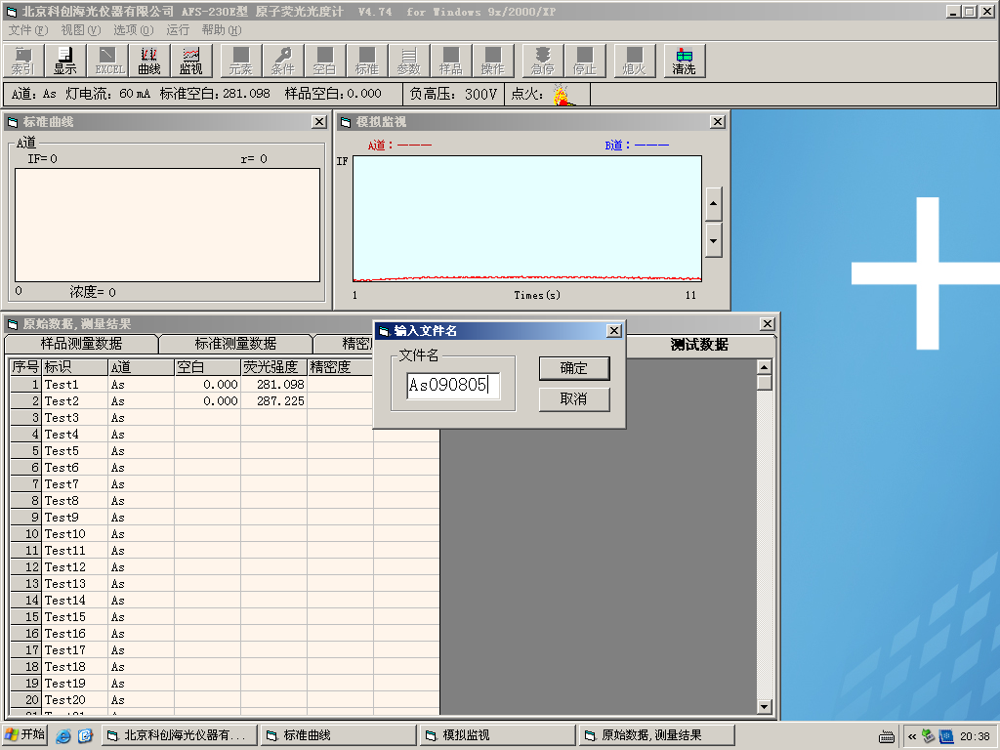 北京科创海光仪器有限公司 AFS-230E型 原子荧光光度计 V4.74 for Windows 9x/2000/XP
文件(F) 视图(V) 选项(O) 运行 帮助(H)
索引 显示 EXCEL 曲线 监视 元素 条件 空白 标准 参数 样品 操作 急停 停止 熄火 清洗
A道: As 灯电流: 60 mA 标准空白:281.098 样品空白:0.000 负高压: 300V 点火:
标准曲线
A道
IF= 0 r= 0
0 浓度= 0
模拟监视
A道:——— B道:———
IF
1 Times(s) 11
原始数据,测量结果
样品测量数据 标准测量数据 精密 测试数据
序号 标识 A道 空白 荧光强度 精密度
1 Test1 As 0.000 281.098
2 Test2 As 0.000 287.225
3 Test3 As
4 Test4 As
5 Test5 As
6 Test6 As
7 Test7 As
8 Test8 As
9 Test9 As
10 Test10 As
11 Test11 As
12 Test12 As
13 Test13 As
14 Test14 As
15 Test15 As
16 Test16 As
17 Test17 As
18 Test18 As
19 Test19 As
20 Test20 As
输入文件名
文件名
As090805
确定
取消
开始 北京科创海光仪器有... 标准曲线 模拟监视 原始数据,测量结果 « 20:38